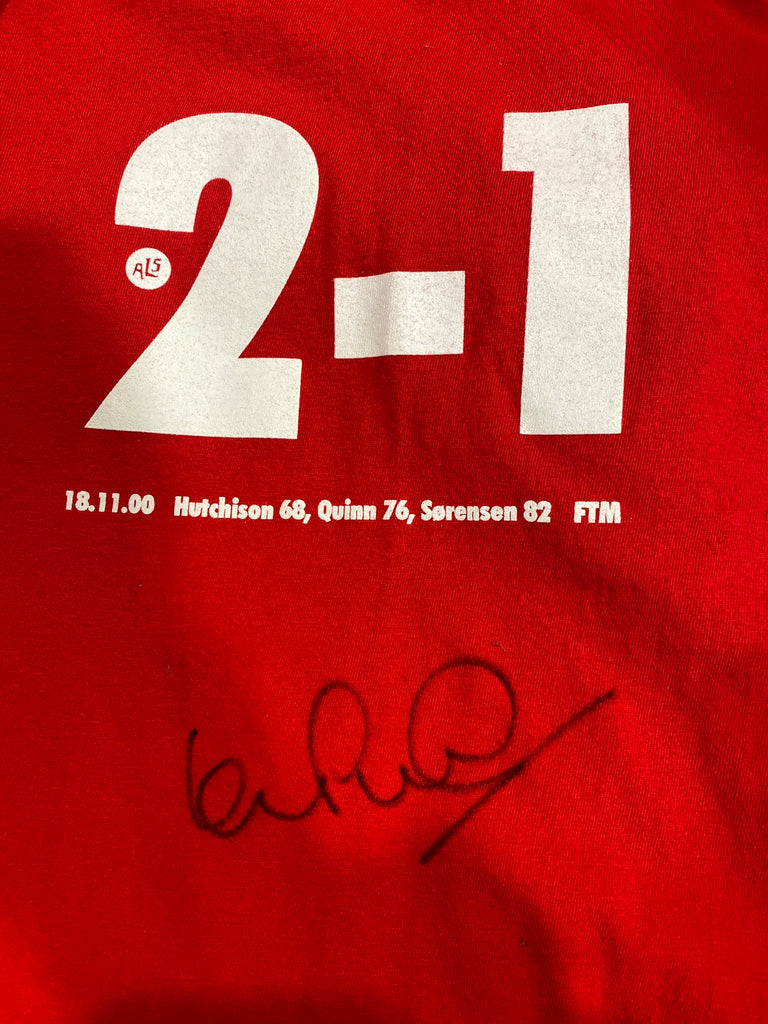 2-1
ALS
18.11.00 Hutchison 68, Quinn 76, Sørensen 82 FTM